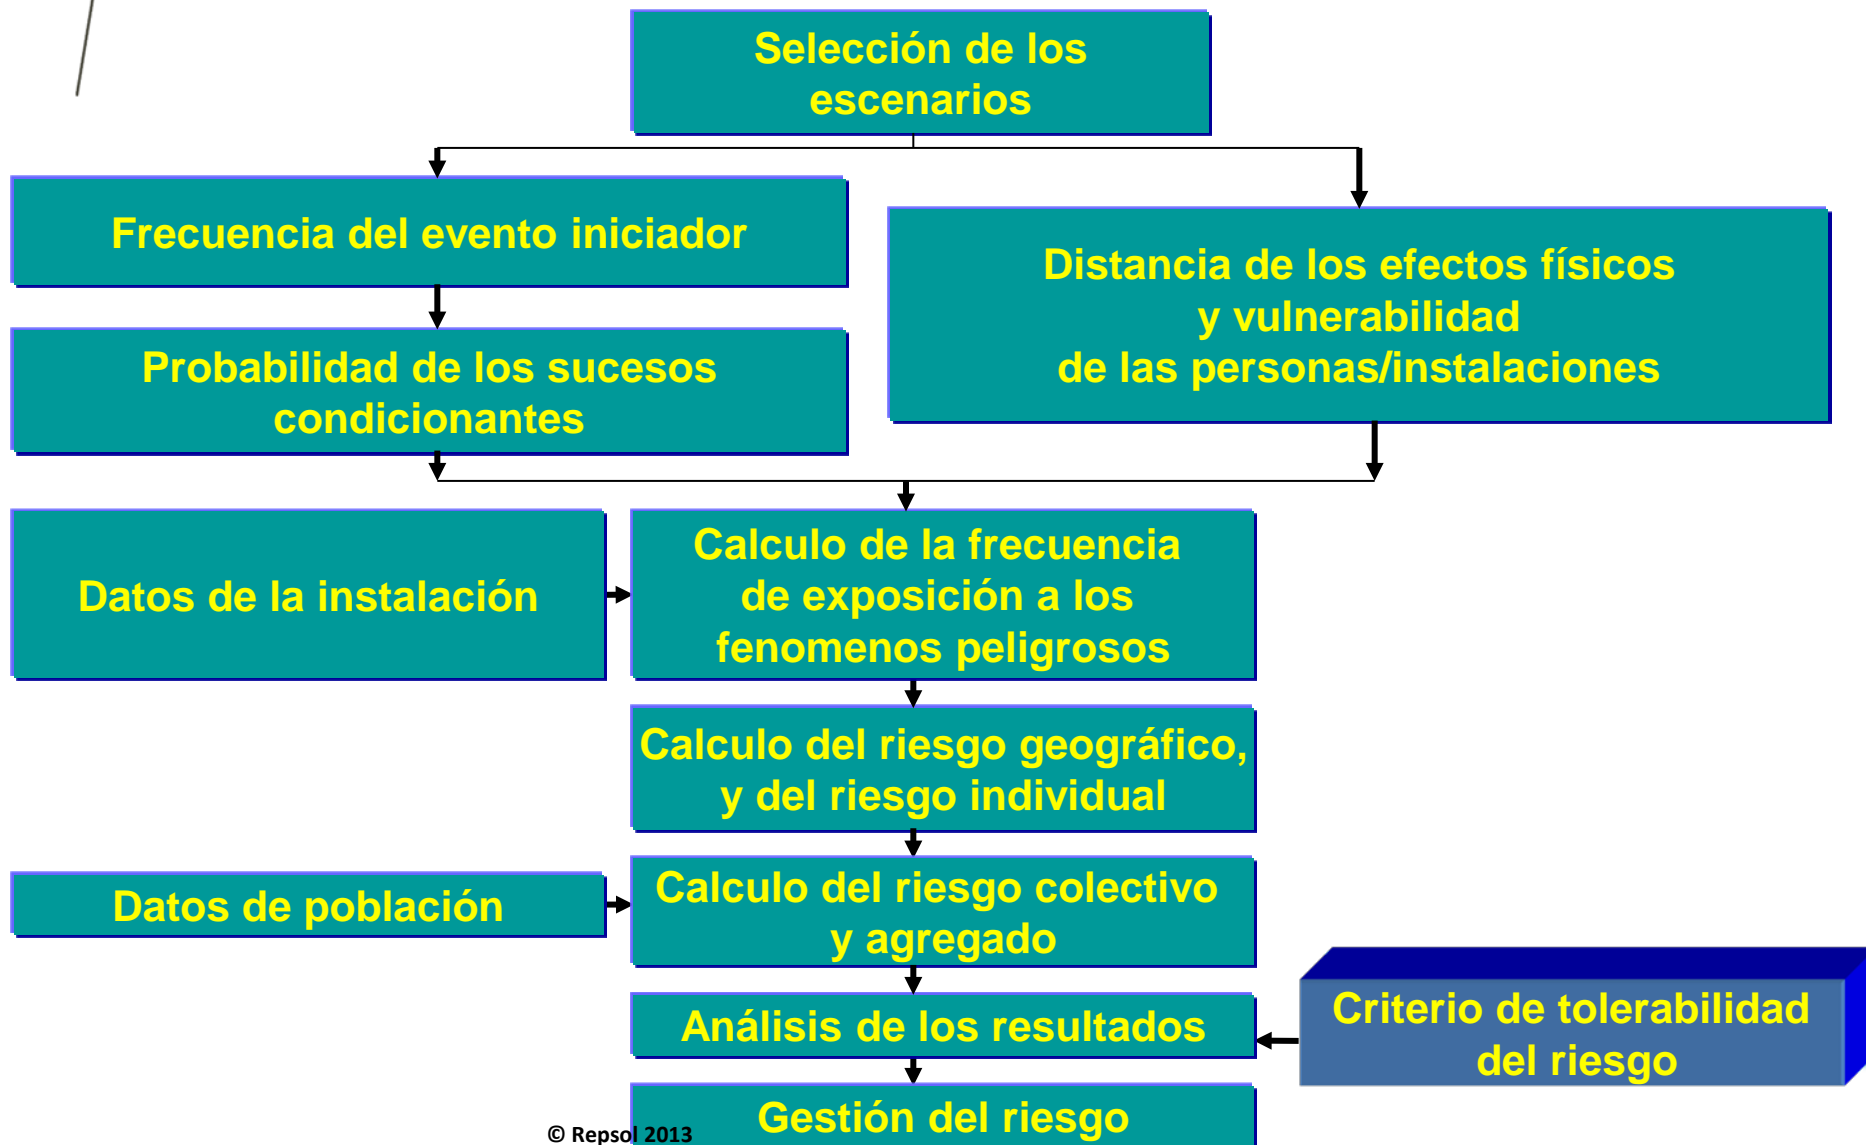 Selección de los
escenarios
Frecuencia del evento iniciador
Distancia de los efectos físicos
y vulnerabilidad
de las personas/instalaciones
Probabilidad de los sucesos
condicionantes
Datos de la instalación
Calculo de la frecuencia
de exposición a los
fenomenos peligrosos
Calculo del riesgo geográfico,
y del riesgo individual
Datos de población
Calculo del riesgo colectivo
y agregado
Análisis de los resultados
Criterio de tolerabilidad
del riesgo
Gestión del riesgo
© Repsol 2013